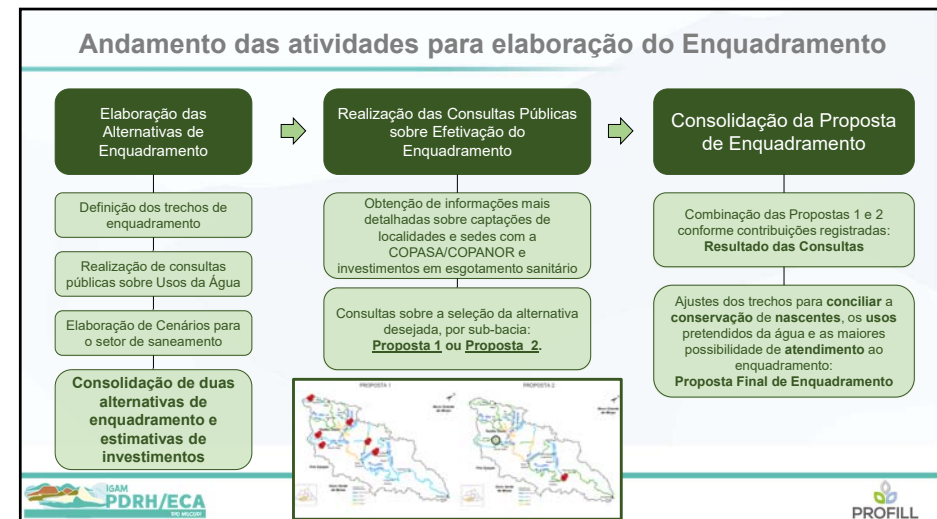 Andamento das atividades para elaboração do Enquadramento
Elaboração das
Alternativas de
Enquadramento
Definição dos trechos de
enquadramento
Realização de consultas
públicas sobre Usos da Água
Elaboração de Cenários para
o setor de saneamento
Consolidação de duas
alternativas de
enquadramento e
estimativas de
investimentos
Realização das Consultas Públicas
sobre Efetivação do
Enquadramento
Obtenção de informações mais
detalhadas sobre captações de
localidades e sedes com a
COPASA/COPANOR e
investimentos em esgotamento sanitário
Consultas sobre a seleção da alternativa
desejada, por sub-bacia:
Proposta 1 ou Proposta 2.
PROPOSTA 1
PROPOSTA 2
Consolidação da Proposta
de Enquadramento
Combinação das Propostas 1 e 2
conforme contribuições registradas:
Resultado das Consultas
Ajustes dos trechos para conciliar a
conservação de nascentes, os usos
pretendidos da água e as maiores
possibilidade de atendimento ao
enquadramento:
Proposta Final de Enquadramento
IGAM
PDRH/ECA
RIO MUCURI
PROFILL